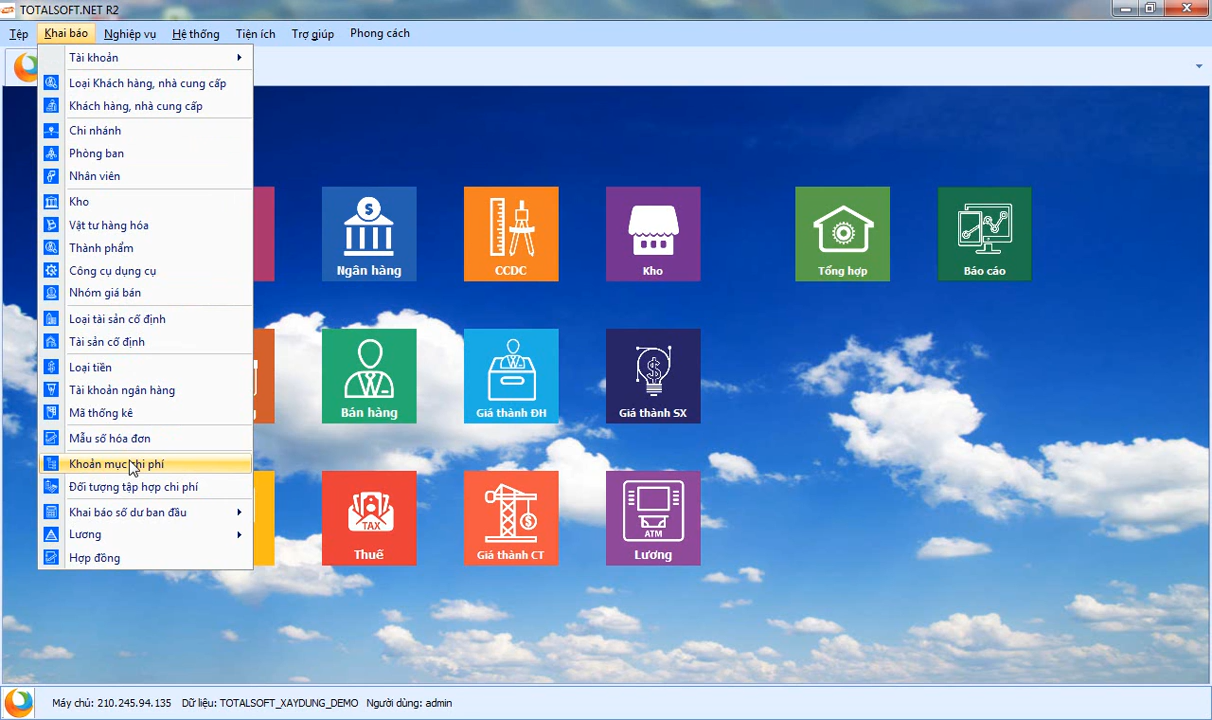 TOTALSOFT.NET R2
Tệp Khai báo Nghiệp vụ Hệ thống Tiện ích Trợ giúp Phong cách
Tài khoản
Loại Khách hàng, nhà cung cấp
Khách hàng, nhà cung cấp
Chi nhánh
Phòng ban
Nhân viên
Kho
Vật tư hàng hóa
Thành phẩm
Công cụ dụng cụ
Nhóm giá bán
Loại tài sản cố định
Tài sản cố định
Loại tiền
Tài khoản ngân hàng
Mã thống kê
Mẫu số hóa đơn
Khoản mục chi phí
Đối tượng tập hợp chi phí
Khai báo số dư ban đầu
Lương
Hợp đồng
Ngân hàng CCDC Kho Tổng hợp Báo cáo
Bán hàng Giá thành ĐH Giá thành SX
TAX ATM
Thuế Giá thành CT Lương
Máy chủ: 210.245.94.135 Dữ liệu: TOTALSOFT_XAYDUNG_DEMO Người dùng: admin